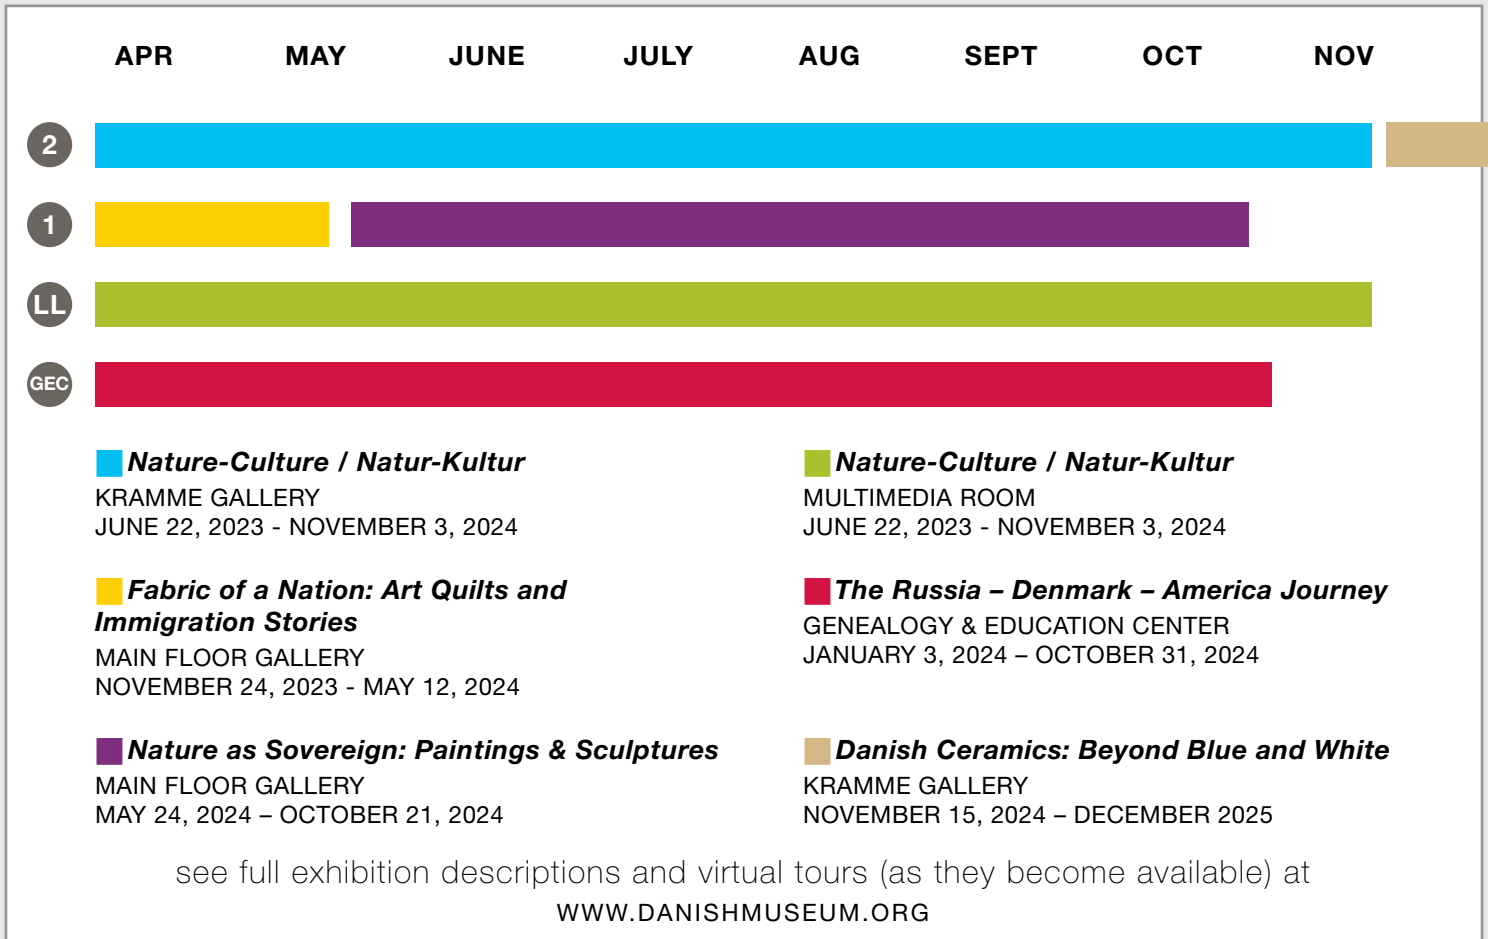 APR MAY JUNE JULY AUG SEPT OCT NOV
2
1
LL
GEC
Nature-Culture / Natur-Kultur
KRAMME GALLERY
JUNE 22, 2023 - NOVEMBER 3, 2024
Fabric of a Nation: Art Quilts and
Immigration Stories
MAIN FLOOR GALLERY
NOVEMBER 24, 2023 - MAY 12, 2024
Nature as Sovereign: Paintings & Sculptures
MAIN FLOOR GALLERY
MAY 24, 2024 – OCTOBER 21, 2024
Nature-Culture / Natur-Kultur
MULTIMEDIA ROOM
JUNE 22, 2023 - NOVEMBER 3, 2024
The Russia – Denmark – America Journey
GENEALOGY & EDUCATION CENTER
JANUARY 3, 2024 – OCTOBER 31, 2024
Danish Ceramics: Beyond Blue and White
KRAMME GALLERY
NOVEMBER 15, 2024 – DECEMBER 2025
see full exhibition descriptions and virtual tours (as they become available) at
WWW.DANISHMUSEUM.ORG